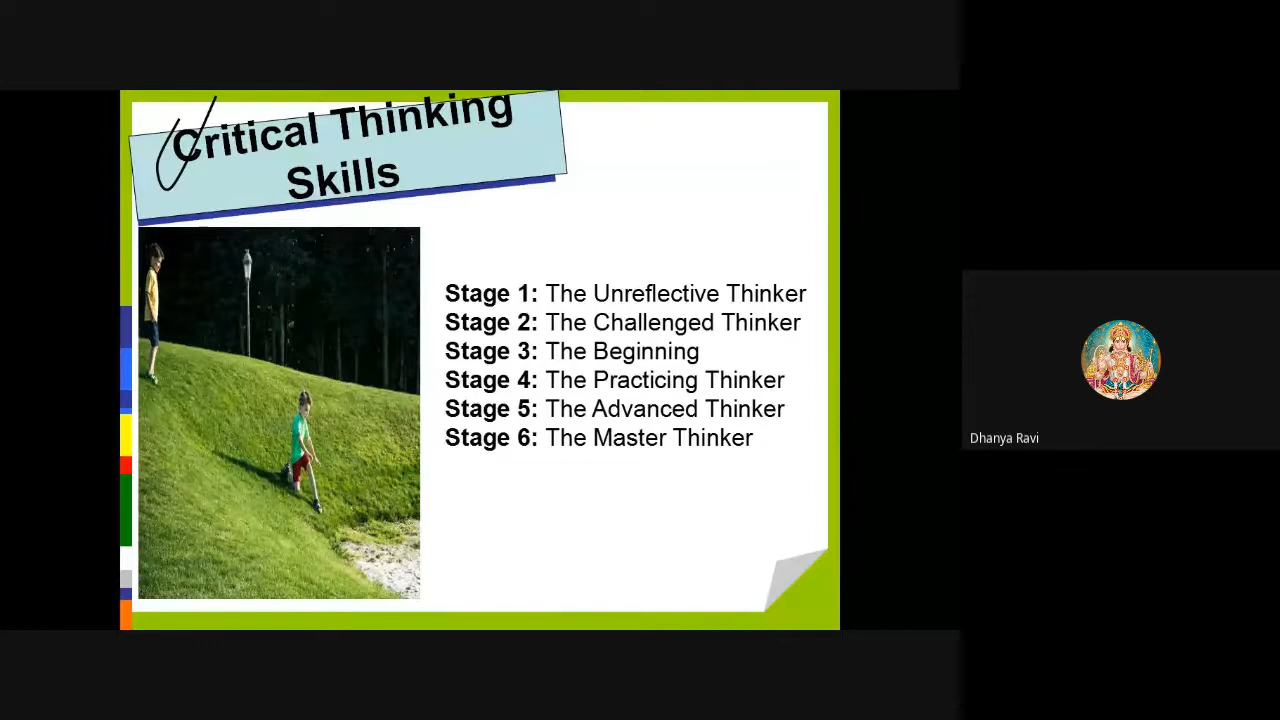 Critical Thinking
Skills
Stage 1: The Unreflective Thinker
Stage 2: The Challenged Thinker
Stage 3: The Beginning
Stage 4: The Practicing Thinker
Stage 5: The Advanced Thinker
Stage 6: The Master Thinker
Dhanya Ravi